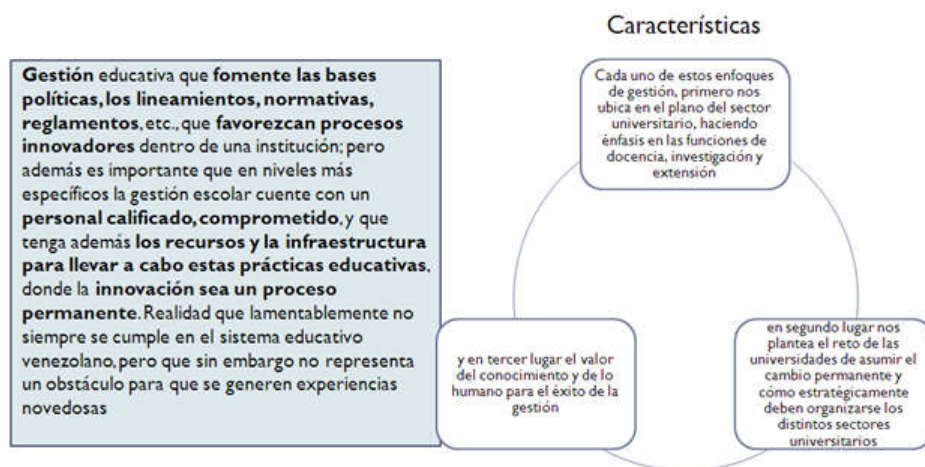 Características
Gestión educativa que fomente las bases
políticas, los lineamientos, normativas,
reglamentos, etc., que favorezcan procesos
innovadores dentro de una institución; pero
además es importante que en niveles más
específicos la gestión escolar cuente con un
personal calificado, comprometido, y que
tenga además los recursos y la infraestructura
para llevar a cabo estas prácticas educativas,
donde la innovación sea un proceso
permanente. Realidad que lamentablemente no
siempre se cumple en el sistema educativo
venezolano, pero que sin embargo no representa
un obstáculo para que se generen experiencias
novedosas
Cada uno de estos enfoques
de gestión, primero nos
ubica en el plano del sector
universitario, haciendo
énfasis en las funciones de
docencia, investigación y
extensión
en segundo lugar nos
plantea el reto de las
universidades de asumir el
cambio permanente y
cómo estratégicamente
deben organizarse los
distintos sectores
universitarios
y en tercer lugar el valor
del conocimiento y de lo
humano para el éxito de la
gestión